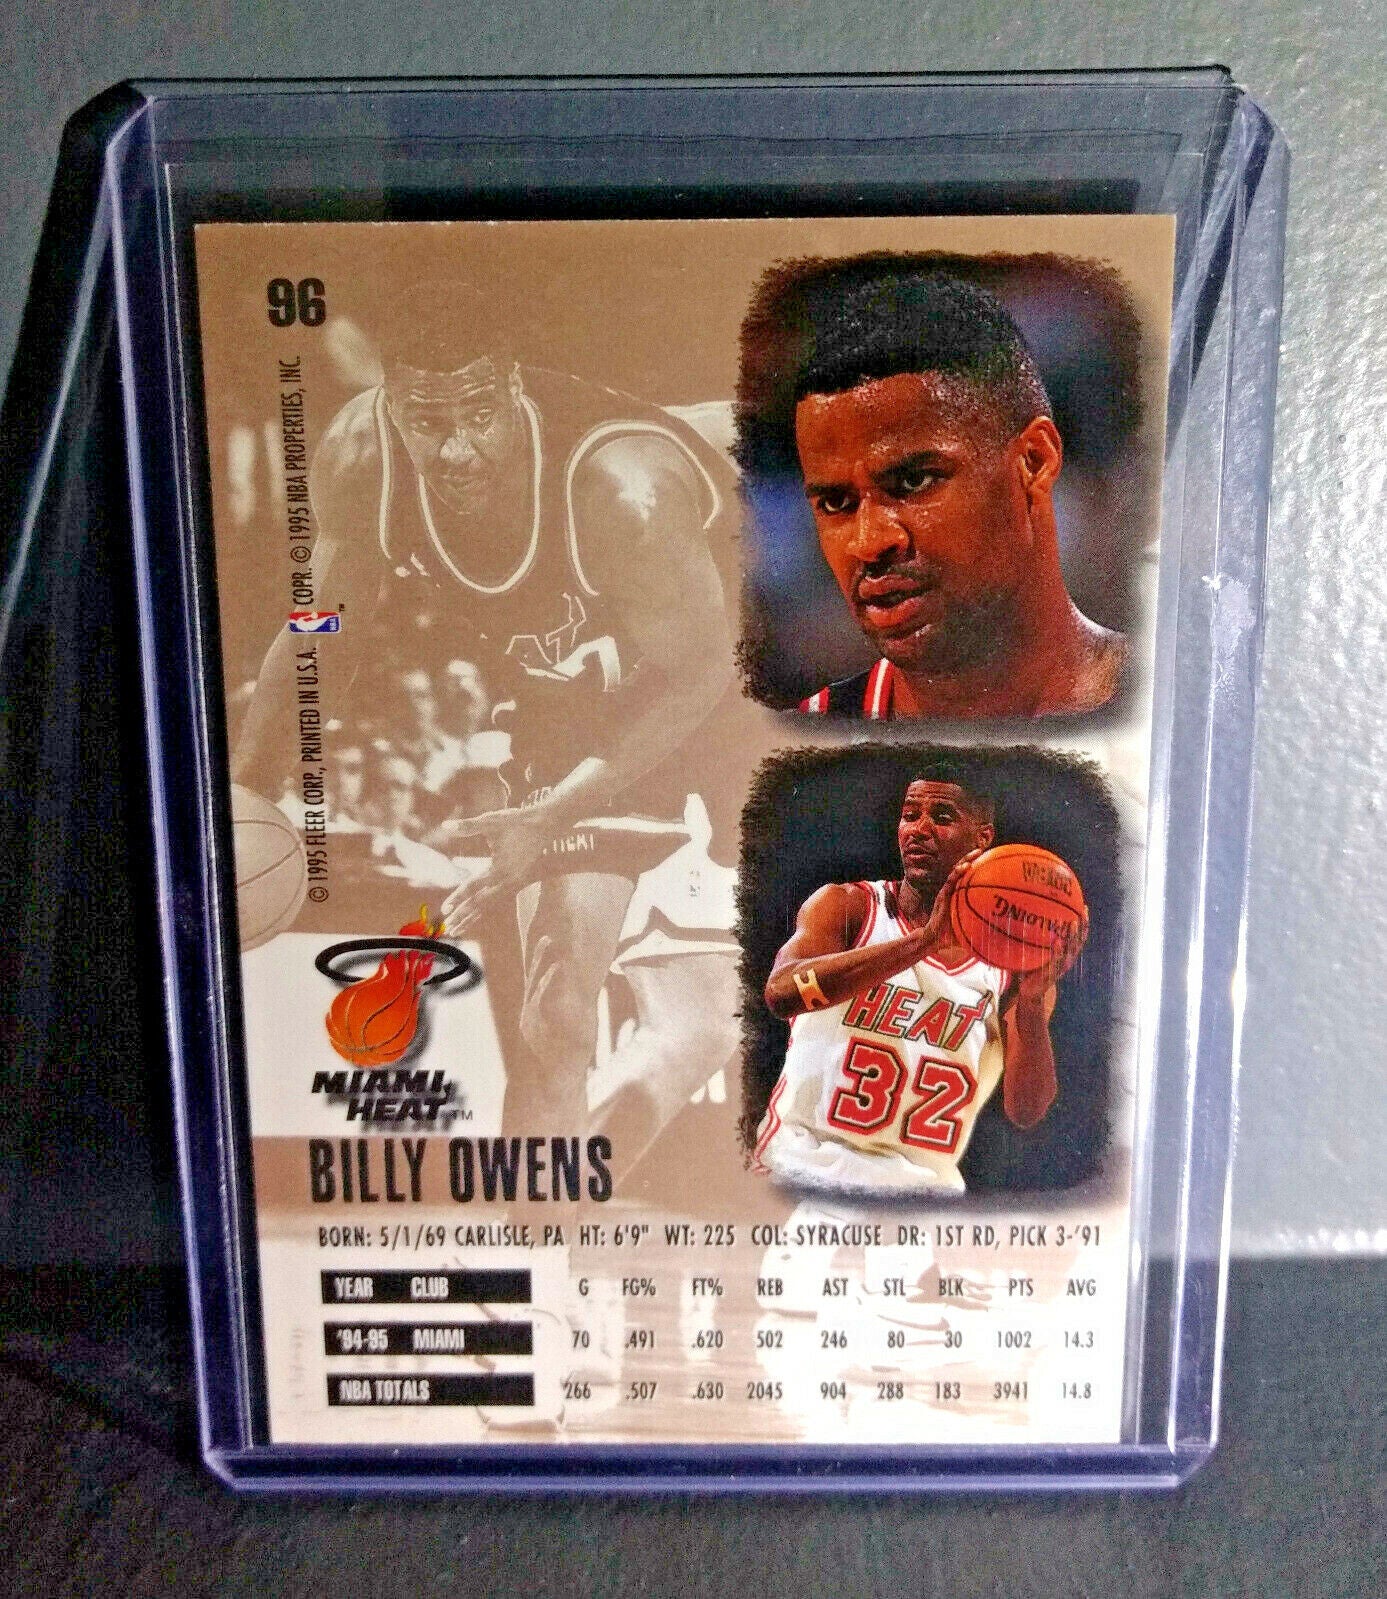 96
© 1995 FLEER CORP., PRINTED IN U.S.A. NBA ™ COPR. © 1995 NBA PROPERTIES, INC.
SPALDING
HEAT
32
MIAMI
HEAT ™
BILLY OWENS
BORN: 5/1/69 CARLISLE, PA HT: 6'9" WT: 225 COL: SYRACUSE DR: 1ST RD, PICK 3-'91
YEAR CLUB G FG% FT% REB AST STL BLK PTS AVG
'94-95 MIAMI 70 .491 .620 502 246 80 30 1002 14.3
NBA TOTALS 266 .507 .630 2045 904 288 183 3941 14.8